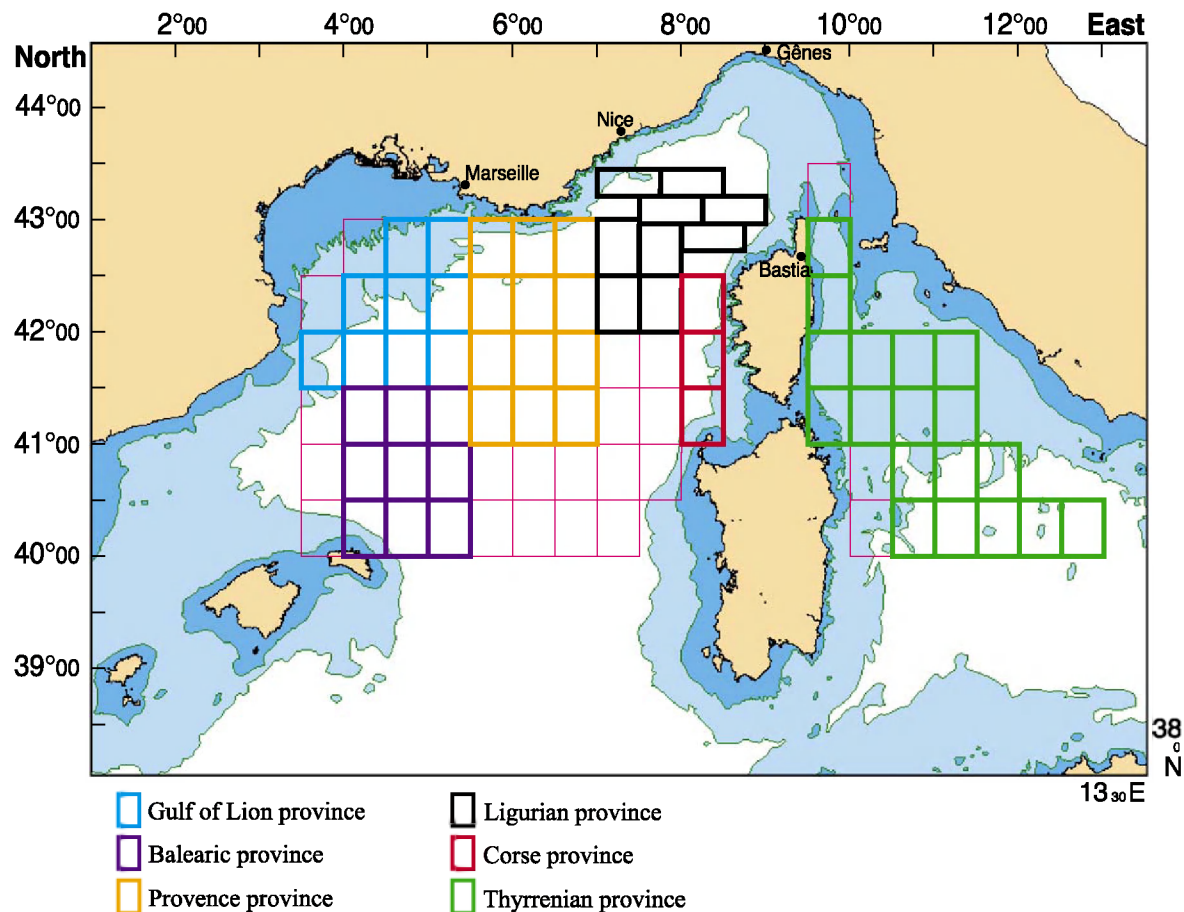 2°00 4°00 6°00 8°00 10°00 12°00 East
North
Gênes
44°00
Nice
Marseille
43°00
Bastia
42°00
41°00
40°00
39°00
38
°
N
13 30 E
Gulf of Lion province
Ligurian province
Balearic province
Corse province
Provence province
Thyrrenian province